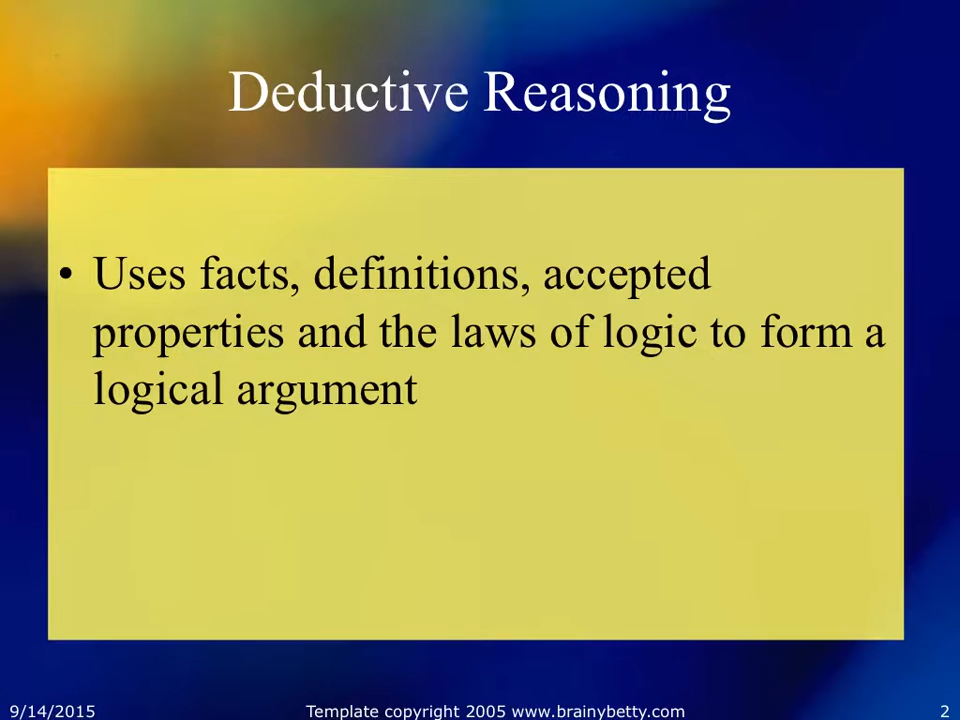 Deductive Reasoning
• Uses facts, definitions, accepted
properties and the laws of logic to form a
logical argument
9/14/2015
Template copyright 2005 www.brainybetty.com
2